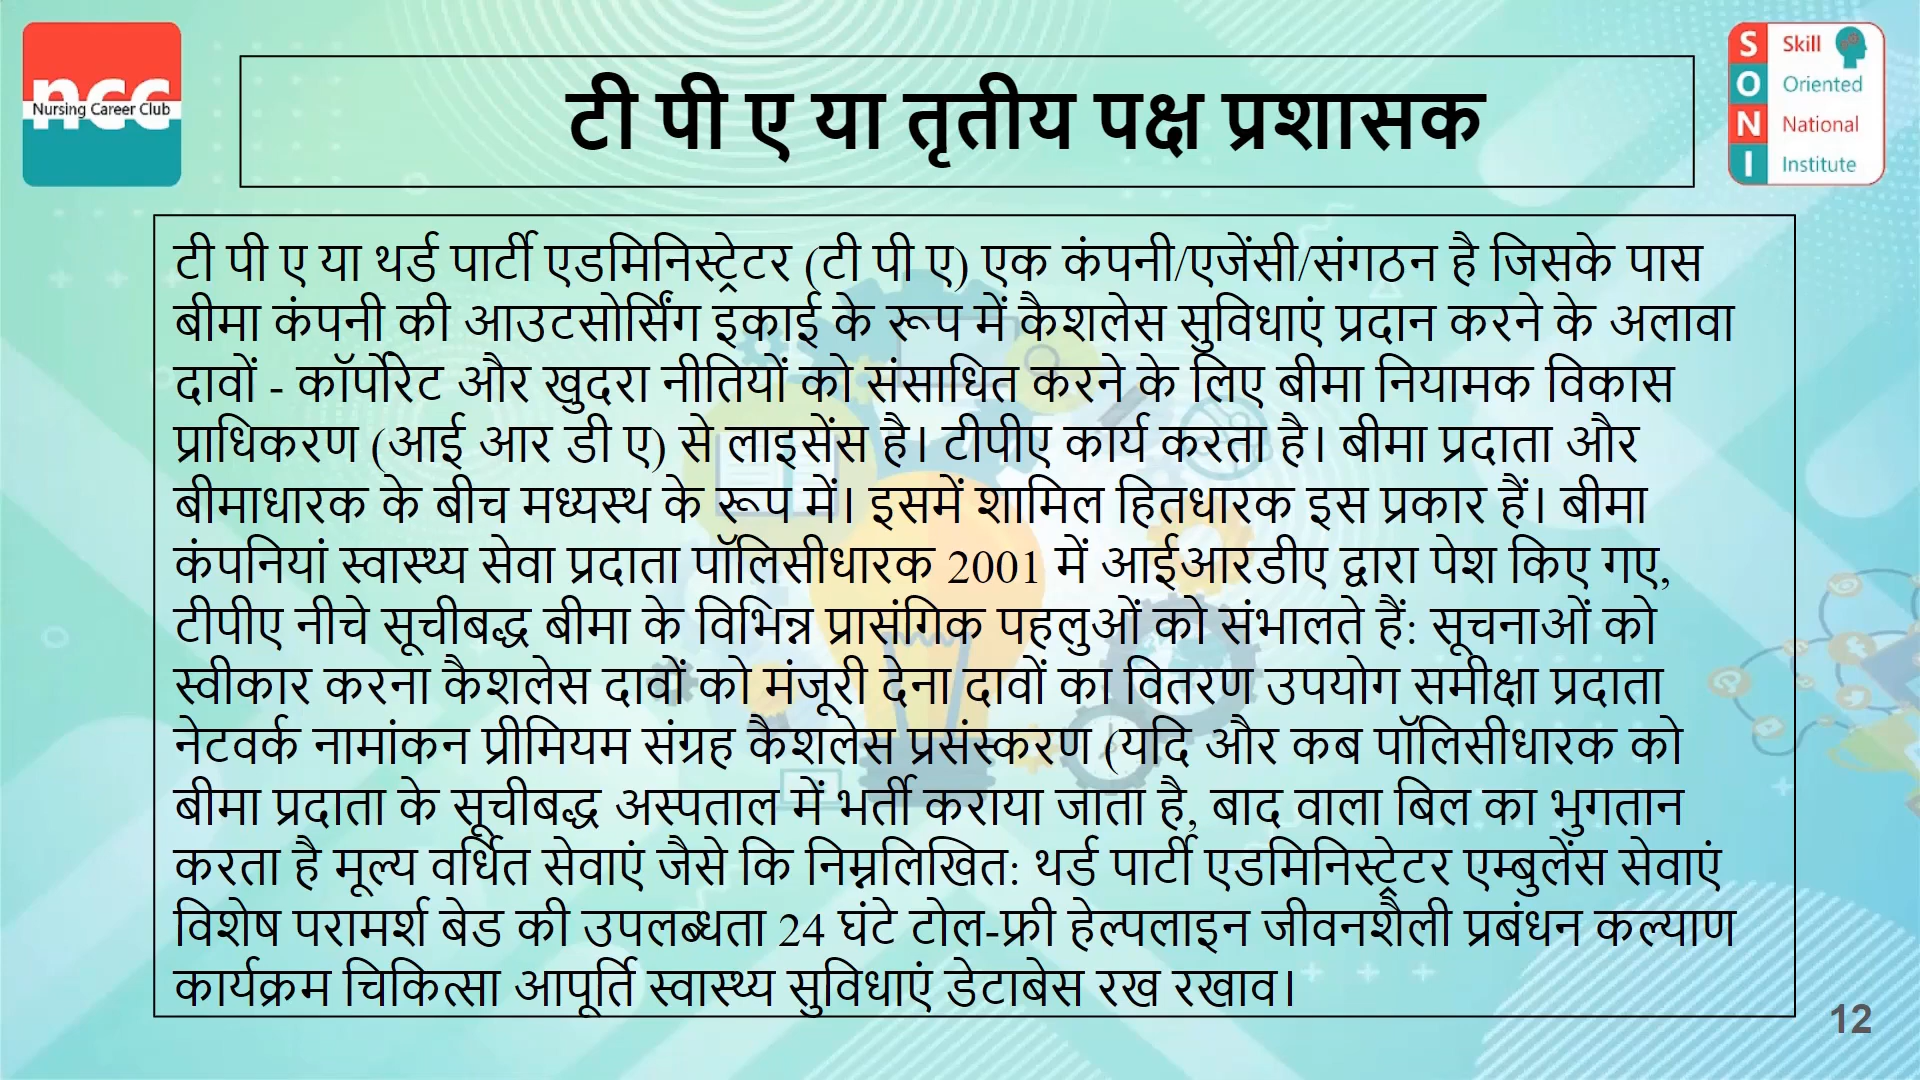 ncc
Nursing Career Club
टी पी ए या तृतीय पक्ष प्रशासक
S Skill
O Oriented
N National
I Institute
टी पी ए या थर्ड पार्टी एडमिनिस्ट्रेटर (टी पी ए) एक कंपनी/एजेंसी/संगठन है जिसके पास
बीमा कंपनी की आउटसोर्सिंग इकाई के रूप में कैशलेस सुविधाएं प्रदान करने के अलावा
दावों - कॉर्पोरेट और खुदरा नीतियों को संसाधित करने के लिए बीमा नियामक विकास
प्राधिकरण (आई आर डी ए) से लाइसेंस है। टीपीए कार्य करता है। बीमा प्रदाता और
बीमाधारक के बीच मध्यस्थ के रूप में। इसमें शामिल हितधारक इस प्रकार हैं। बीमा
कंपनियां स्वास्थ्य सेवा प्रदाता पॉलिसीधारक 2001 में आईआरडीए द्वारा पेश किए गए,
टीपीए नीचे सूचीबद्ध बीमा के विभिन्न प्रासंगिक पहलुओं को संभालते हैं: सूचनाओं को
स्वीकार करना कैशलेस दावों को मंजूरी देना दावों का वितरण उपयोग समीक्षा प्रदाता
नेटवर्क नामांकन प्रीमियम संग्रह कैशलेस प्रसंस्करण (यदि और कब पॉलिसीधारक को
बीमा प्रदाता के सूचीबद्ध अस्पताल में भर्ती कराया जाता है, बाद वाला बिल का भुगतान
करता है मूल्य वर्धित सेवाएं जैसे कि निम्नलिखित: थर्ड पार्टी एडमिनिस्ट्रेटर एम्बुलेंस सेवाएं
विशेष परामर्श बेड की उपलब्धता 24 घंटे टोल-फ्री हेल्पलाइन जीवनशैली प्रबंधन कल्याण
कार्यक्रम चिकित्सा आपूर्ति स्वास्थ्य सुविधाएं डेटाबेस रख रखाव।
12